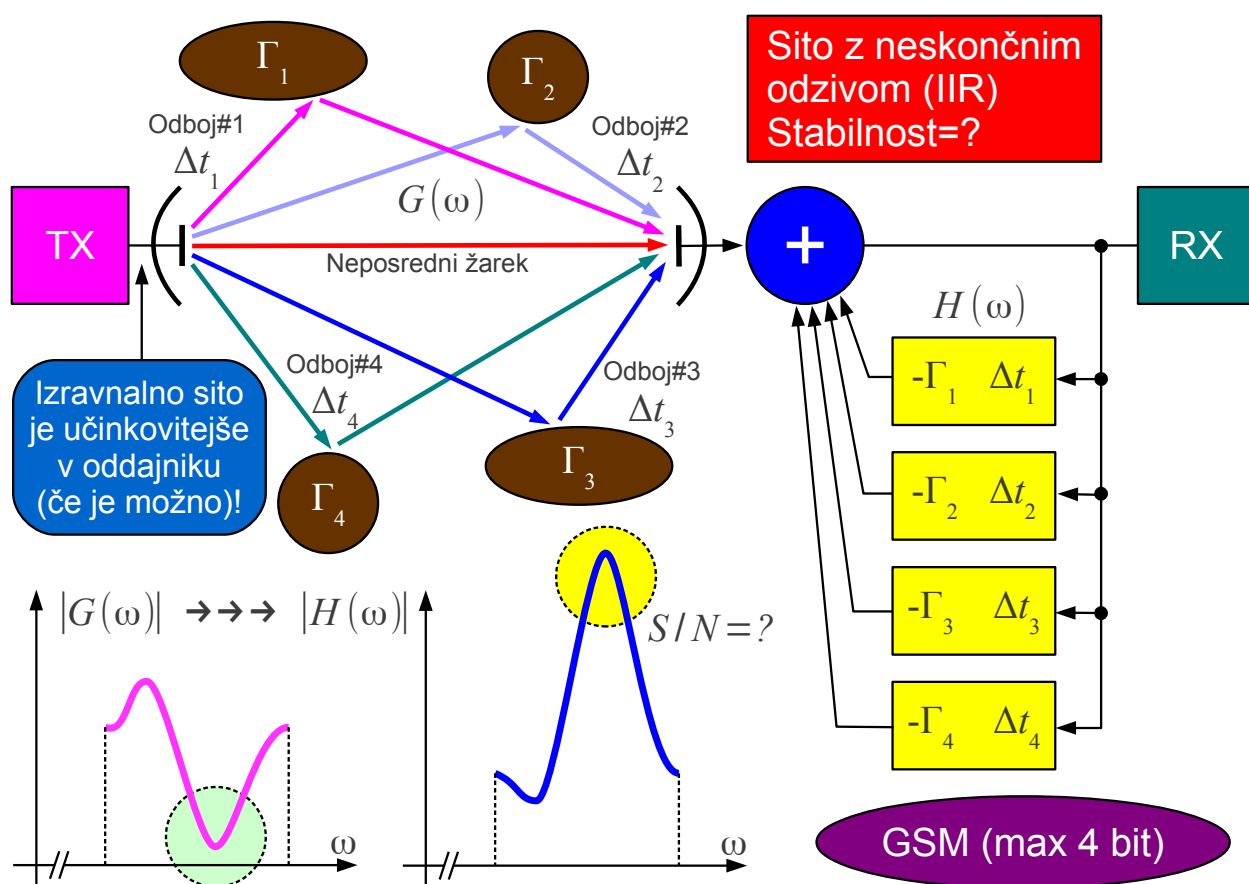 Γ₁
Γ₂
Sito z neskončnim
odzivom (IIR)
Stabilnost=?
Odboj#1
Δt₁
Odboj#2
Δt₂
G(ω)
TX
Neposredni žarek
+
RX
H(ω)
Izravnalno sito
je učinkovitejše
v oddajniku
(če je možno)!
Odboj#4
Δt₄
Odboj#3
Δt₃
Γ₃
Γ₄
-Γ₁ Δt₁
-Γ₂ Δt₂
-Γ₃ Δt₃
-Γ₄ Δt₄
|G(ω)| →→→ |H(ω)|
S/N=?
ω
ω
GSM (max 4 bit)